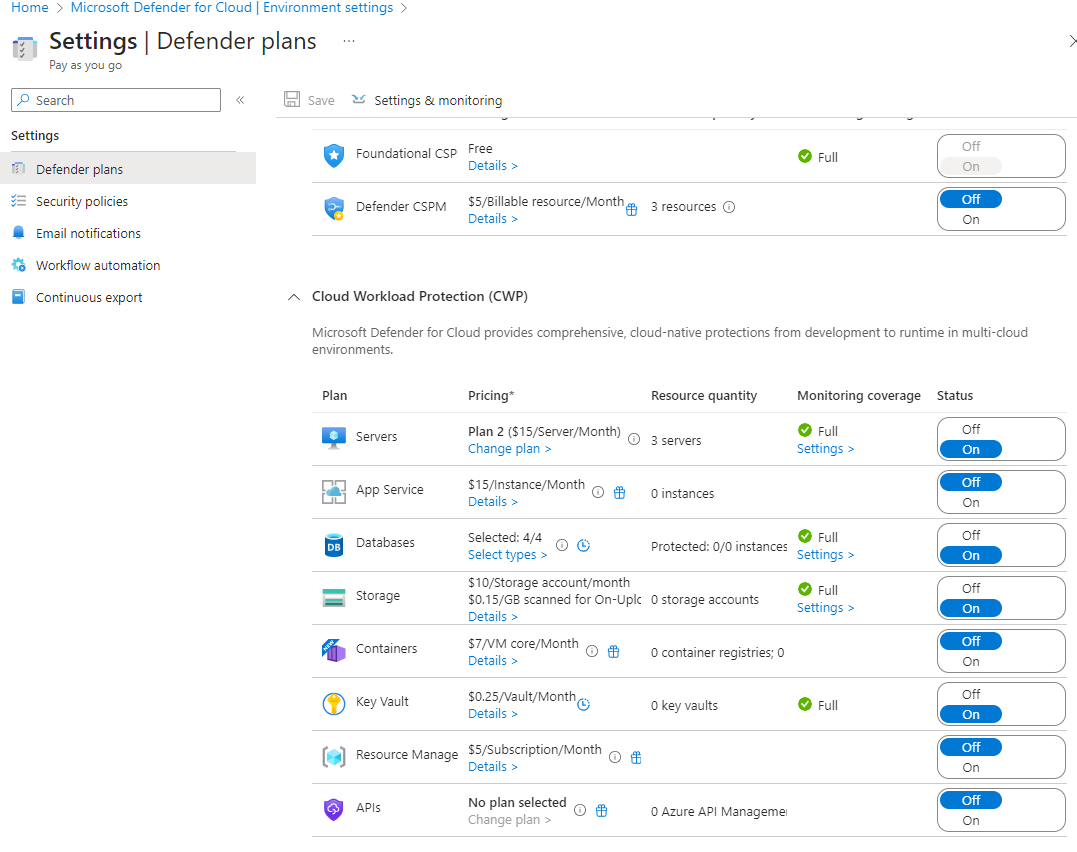 Home > Microsoft Defender for Cloud | Environment settings >
Settings | Defender plans ...
Pay as you go
Search «
Save Settings & monitoring
Settings
Defender plans
Security policies
Email notifications
Workflow automation
Continuous export
Foundational CSP Free Full Off
Details > On
Defender CSPM $5/Billable resource/Month 3 resources Off
Details > On
Cloud Workload Protection (CWP)
Microsoft Defender for Cloud provides comprehensive, cloud-native protections from development to runtime in multi-cloud
environments.
Plan Pricing* Resource quantity Monitoring coverage Status
Servers Plan 2 ($15/Server/Month) 3 servers Full Off
Change plan > Settings > On
App Service $15/Instance/Month 0 instances Off
Details > On
Databases Selected: 4/4 Protected: 0/0 instances Full Off
DB Select types > Settings > On
Storage $10/Storage account/month Full Off
$0.15/GB scanned for On-Uplo 0 storage accounts
Details > Settings > On
Containers $7/VM core/Month 0 container registries; 0 Off
NEW Details > On
Key Vault $0.25/Vault/Month 0 key vaults Full Off
Details > On
Resource Manage $5/Subscription/Month Off
Details > On
APIs No plan selected 0 Azure API Manageme Off
Change plan > On